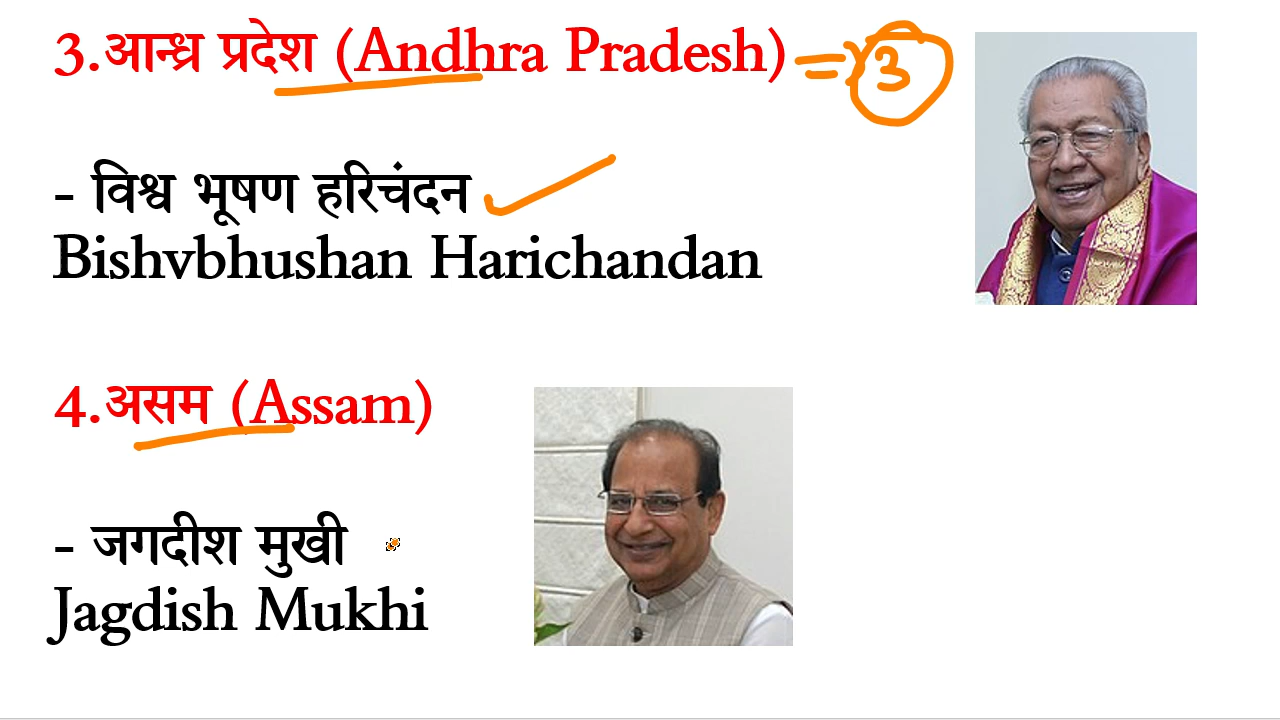 3.आन्ध्र प्रदेश (Andhra Pradesh) = 3
- विश्व भूषण हरिचंदन
Bishvbhushan Harichandan
4.असम (Assam)
- जगदीश मुखी
Jagdish Mukhi